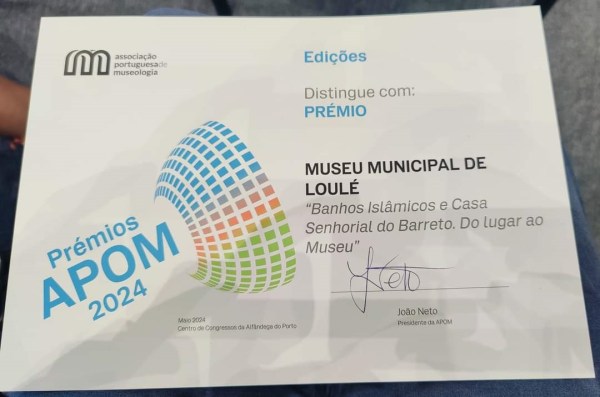 associação
portuguesa de
museologia
Edições
Distingue com:
PRÉMIO
MUSEU MUNICIPAL DE
LOULÉ
“Banhos Islâmicos e Casa
Senhorial do Barreto. Do lugar ao
Museu”
Prémios
APOM
2024
JNeto
João Neto
Presidente da APOM
Maio 2024
Centro de Congressos da Alfândega do Porto